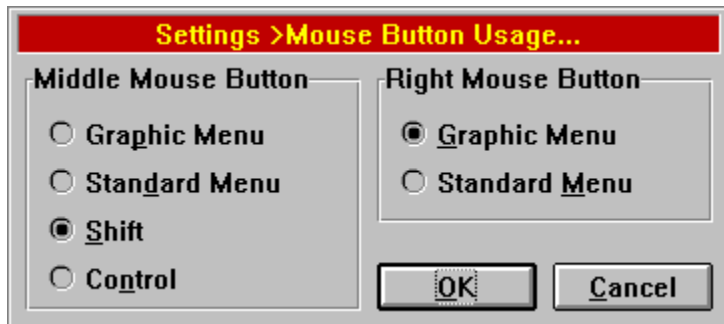 Settings >Mouse Button Usage...
Middle Mouse Button
Graphic Menu
Standard Menu
Shift
Control
Right Mouse Button
Graphic Menu
Standard Menu
OK
Cancel